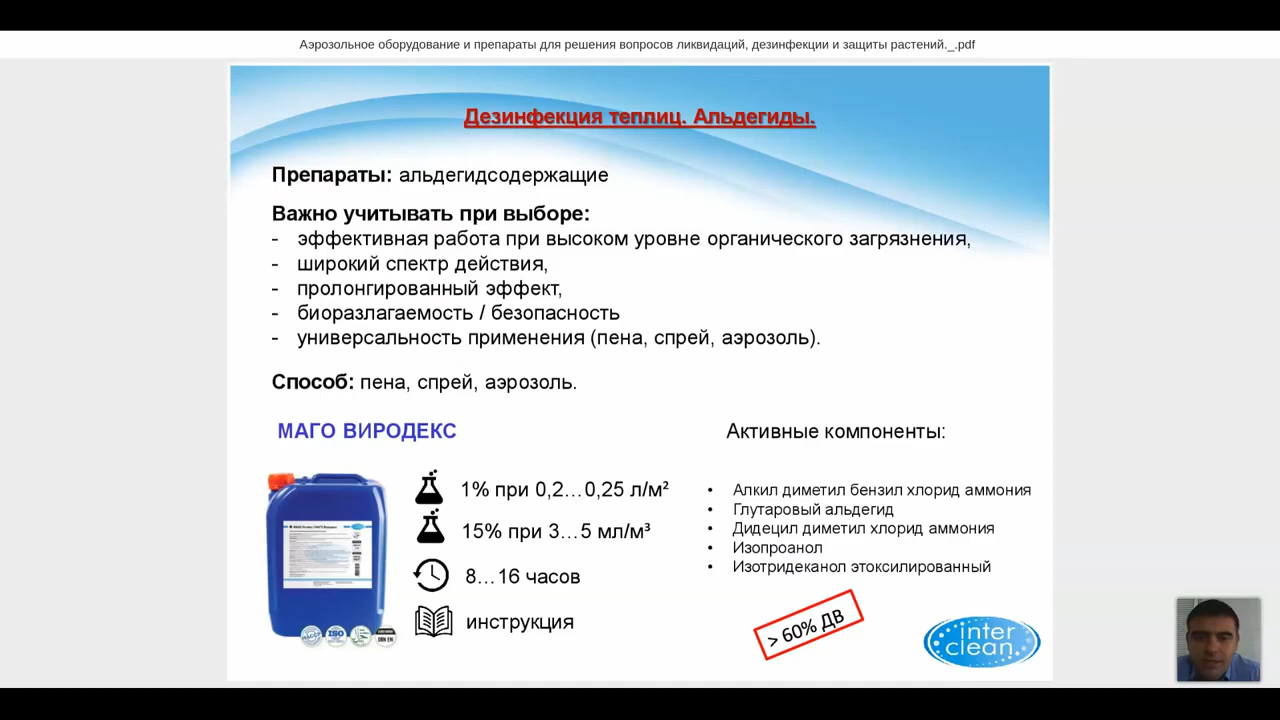 Аэрозольное оборудование и препараты для решения вопросов ликвидаций, дезинфекции и защиты растений._.pdf
Дезинфекция теплиц. Альдегиды.
Препараты: альдегидсодержащие
Важно учитывать при выборе:
- эффективная работа при высоком уровне органического загрязнения,
- широкий спектр действия,
- пролонгированный эффект,
- биоразлагаемость / безопасность
- универсальность применения (пена, спрей, аэрозоль).
Способ: пена, спрей, аэрозоль.
МАГО ВИРОДЕКС
1% при 0,2…0,25 л/м²
15% при 3…5 мл/м³
8…16 часов
инструкция
Активные компоненты:
• Алкил диметил бензил хлорид аммония
• Глутаровый альдегид
• Дидецил диметил хлорид аммония
• Изопроанол
• Изотридеканол этоксилированный
> 60% ДВ
inter
clean.
HACCP
ISO
DIN EN